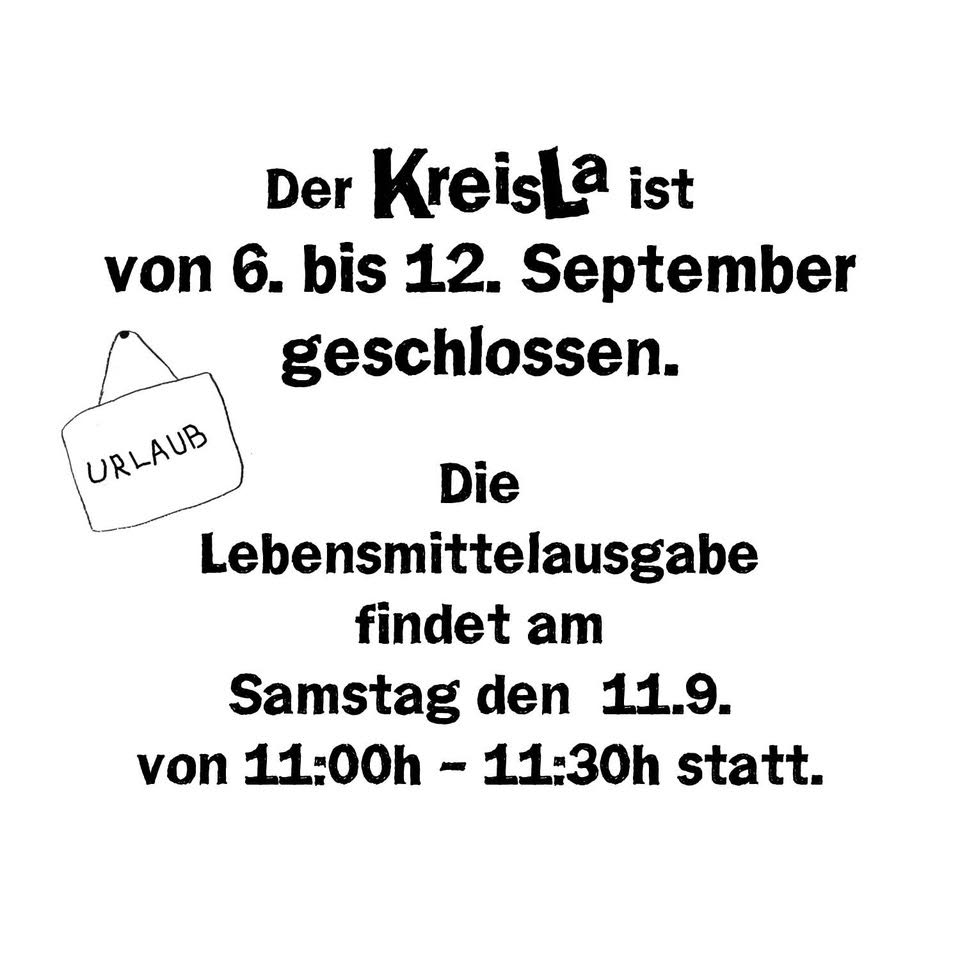 Der KreisLa ist
von 6. bis 12. September
geschlossen.
URLAUB
Die
Lebensmittelausgabe
findet am
Samstag den 11.9.
von 11:00h – 11:30h statt.